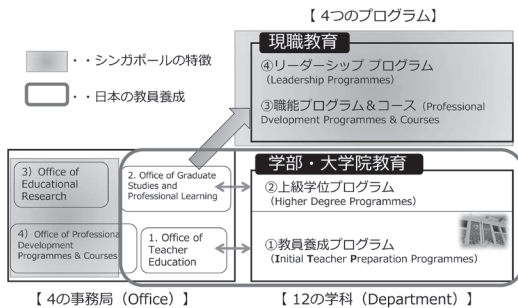 【 4つのプログラム】
・・シンガポールの特徴
・・日本の教員養成
現職教育
④リーダーシップ プログラム
(Leadership Programmes)
③職能プログラム＆コース（Professional
Dvelopment Programmes & Courses
3）Office of
Educational
Research
4）Office of Professional
Development
Programmes & Courses
2. Office of Graduate
Studies and
Professional Learning
1. Office of
Teacher
Education
学部・大学院教育
②上級学位プログラム
（Higher Degree Programmes）
①教員養成プログラム
（Initial Teacher Preparation Programmes）
【 4の事務局（Office）】
【 12の学科（Department）】